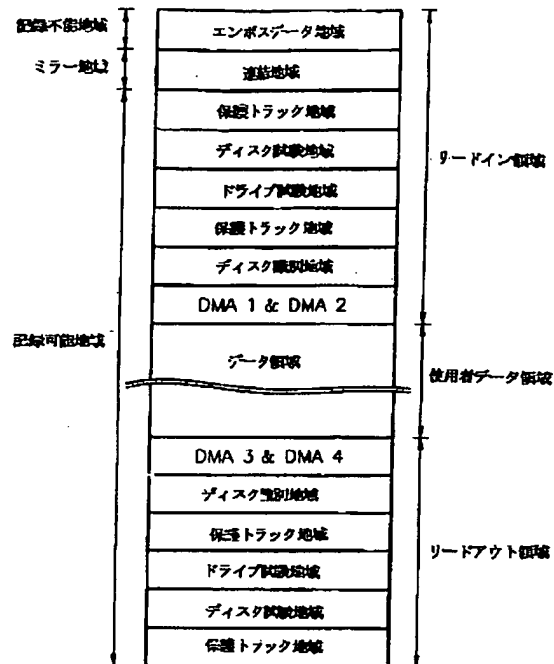 記録不能地域
ミラー地域
記録可能地域
エンボスデータ地域
連結地域
保護トラック地域
ディスク試験地域
ドライブ試験地域
保護トラック地域
ディスク識別地域
DMA 1 & DMA 2
データ領域
DMA 3 & DMA 4
ディスク識別地域
保護トラック地域
ドライブ試験地域
ディスク試験地域
保護トラック地域
リードイン領域
使用者データ領域
リードアウト領域